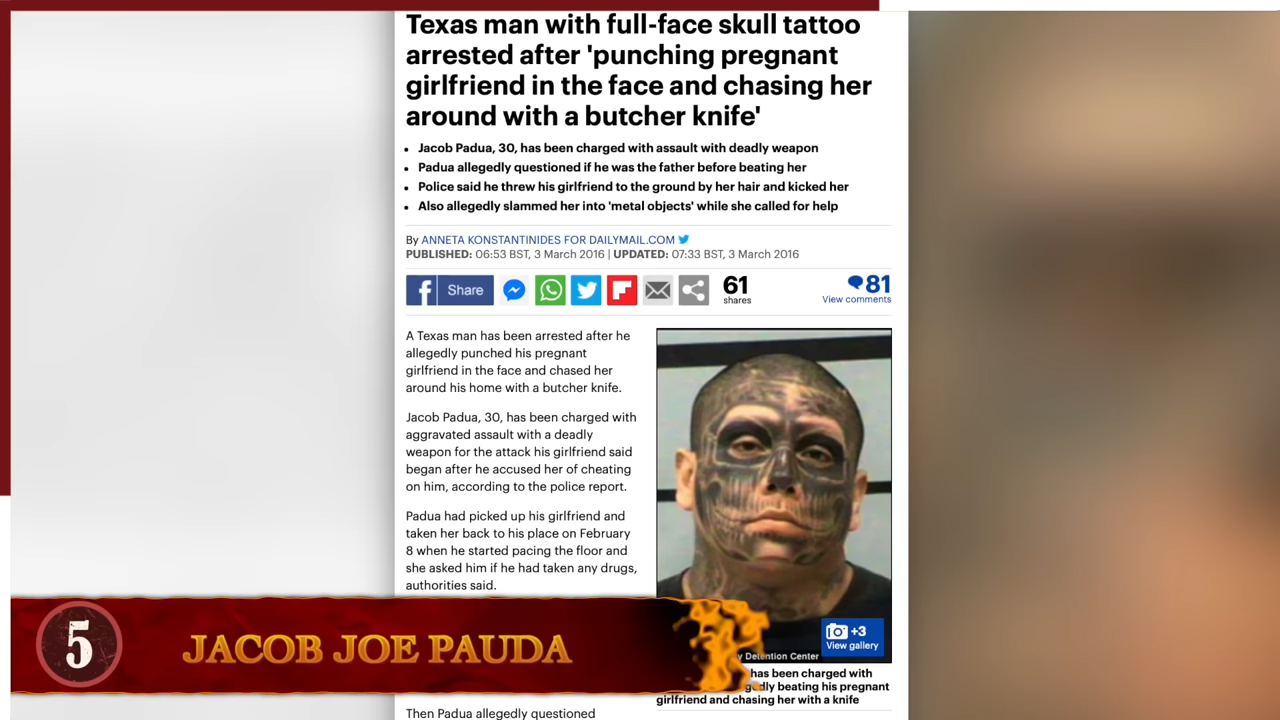 Texas man with full-face skull tattoo
arrested after 'punching pregnant
girlfriend in the face and chasing her
around with a butcher knife'
• Jacob Padua, 30, has been charged with assault with deadly weapon
• Padua allegedly questioned if he was the father before beating her
• Police said he threw his girlfriend to the ground by her hair and kicked her
• Also allegedly slammed her into 'metal objects' while she called for help
By ANNETA KONSTANTINIDES FOR DAILYMAIL.COM
PUBLISHED: 06:53 BST, 3 March 2016 | UPDATED: 07:33 BST, 3 March 2016
f Share
61
shares
81
View comments
A Texas man has been arrested after he
allegedly punched his pregnant
girlfriend in the face and chased her
around his home with a butcher knife.
Jacob Padua, 30, has been charged with
aggravated assault with a deadly
weapon for the attack his girlfriend said
began after he accused her of cheating
on him, according to the police report.
Padua had picked up his girlfriend and
taken her back to his place on February
8 when he started pacing the floor and
she asked him if he had taken any drugs,
authorities said.
+3
View gallery
y Detention Center
has been charged with
beating his pregnant
girlfriend and chasing her with a knife
5
JACOB JOE PAUDA
Then Padua allegedly questioned